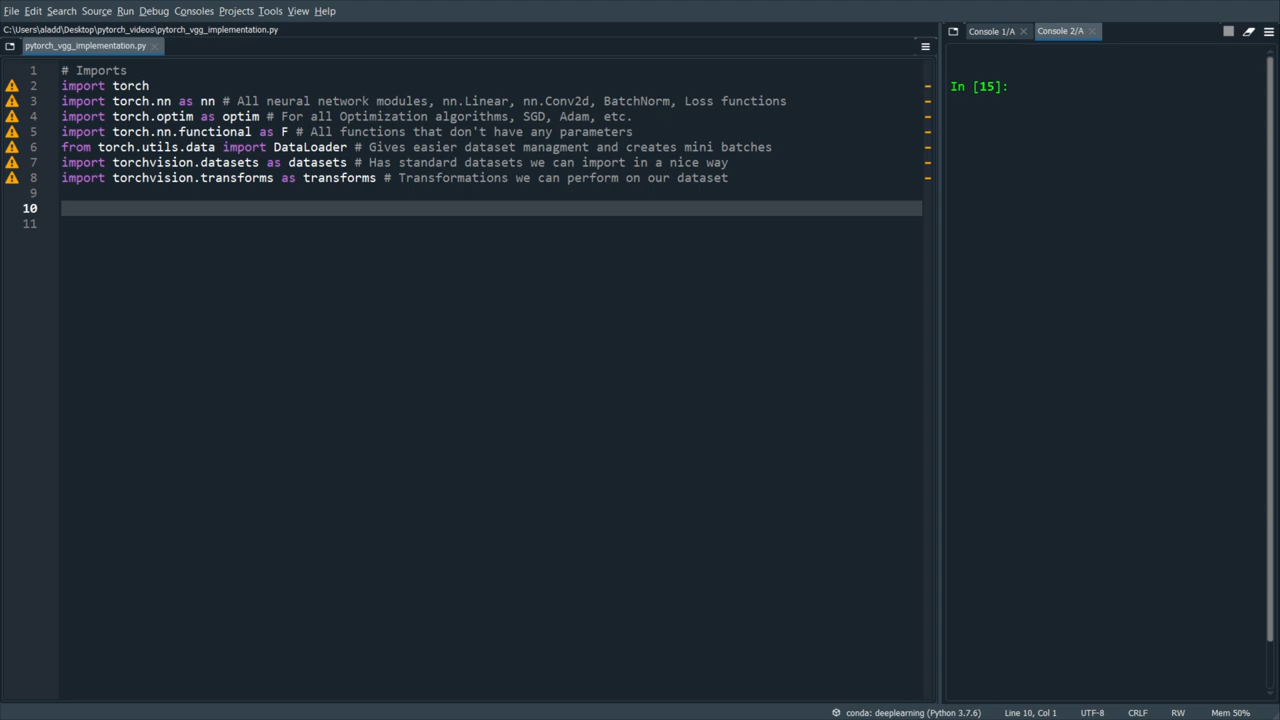 File Edit Search Source Run Debug Consoles Projects Tools View Help
C:\Users\aladd\Desktop\pytorch_videos\pytorch_vgg_implementation.py
pytorch_vgg_implementation.py
1 # Imports
2 import torch
3 import torch.nn as nn # All neural network modules, nn.Linear, nn.Conv2d, BatchNorm, Loss functions
4 import torch.optim as optim # For all Optimization algorithms, SGD, Adam, etc.
5 import torch.nn.functional as F # All functions that don't have any parameters
6 from torch.utils.data import DataLoader # Gives easier dataset managment and creates mini batches
7 import torchvision.datasets as datasets # Has standard datasets we can import in a nice way
8 import torchvision.transforms as transforms # Transformations we can perform on our dataset
9
10
11
Console 1/A Console 2/A
In [15]:
conda: deeplearning (Python 3.7.6) Line 10, Col 1 UTF-8 CRLF RW Mem 50%